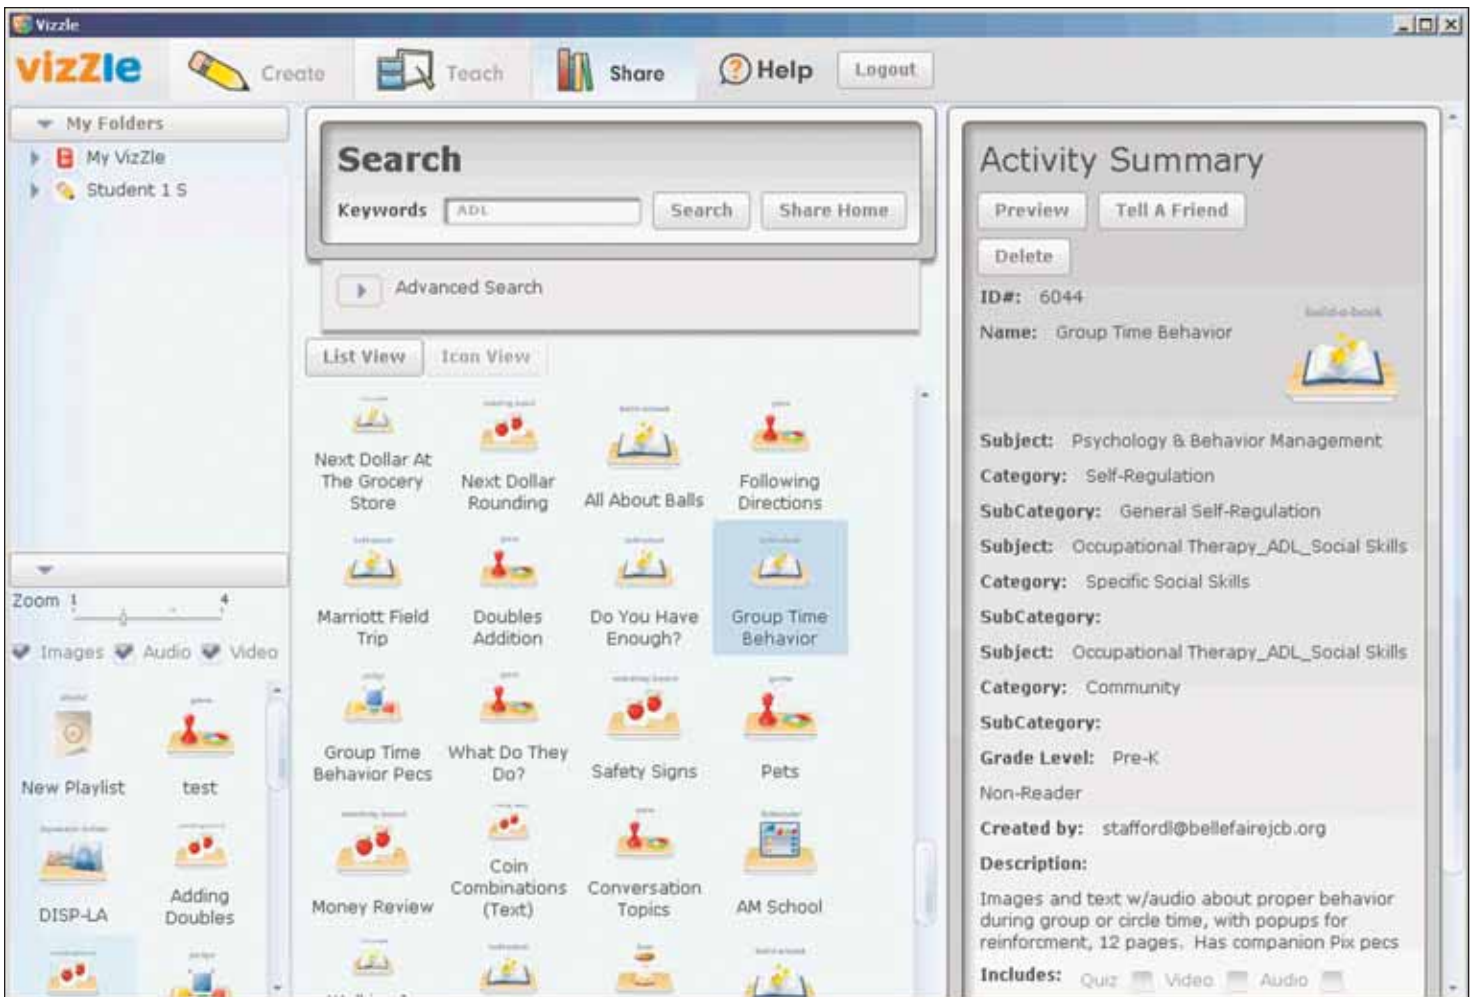 Vizzle
vizZle
Create
Teach
Share
Help
Logout
My Folders
My VizZle
Student 1 S
Zoom 1 4
Images Audio Video
New Playlist
test
DISP-LA
Adding
Doubles
Search
Keywords ADL Search Share Home
Advanced Search
List View Icon View
Next Dollar At
The Grocery
Store
Next Dollar
Rounding
All About Balls
Following
Directions
Marriott Field
Trip
Doubles
Addition
Do You Have
Enough?
Group Time
Behavior
Group Time
Behavior Pecs
What Do They
Do?
Safety Signs
Pets
Money Review
Coin
Combinations
(Text)
Conversation
Topics
AM School
Activity Summary
Preview Tell A Friend
Delete
ID#: 6044
build-a-book
Name: Group Time Behavior
Subject: Psychology & Behavior Management
Category: Self-Regulation
SubCategory: General Self-Regulation
Subject: Occupational Therapy_ADL_Social Skills
Category: Specific Social Skills
SubCategory:
Subject: Occupational Therapy_ADL_Social Skills
Category: Community
SubCategory:
Grade Level: Pre-K
Non-Reader
Created by: staffordl@bellefairejcb.org
Description:
Images and text w/audio about proper behavior
during group or circle time, with popups for
reinforcment, 12 pages. Has companion Pix pecs
Includes: Quiz Video Audio